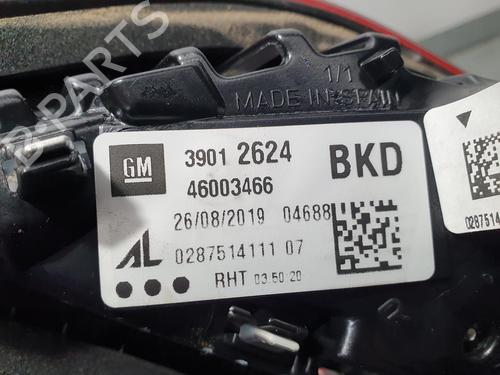 B-PARTS
1/1
MADE IN SPAIN
GM
3901 2624
BKD
46003466
26/08/2019 04688
AL
0287514111 07
RHT 03:50:20
0287514